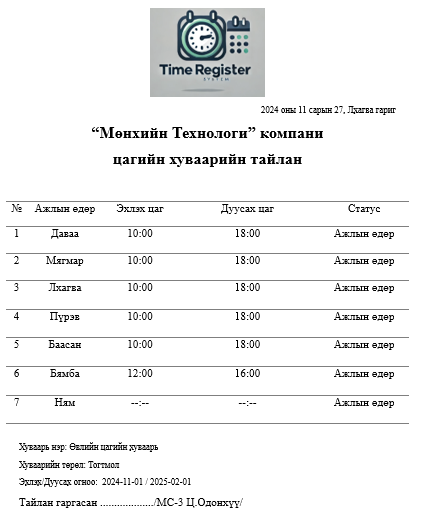 Time Register
SYSTEM
2024 оны 11 сарын 27, Лхагва гариг
“Мөнхийн Технологи” компани
цагийн хуваарийн тайлан
№ Ажлын өдөр Эхлэх цаг Дуусах цаг Статус
1 Даваа 10:00 18:00 Ажлын өдөр
2 Мягмар 10:00 18:00 Ажлын өдөр
3 Лхагва 10:00 18:00 Ажлын өдөр
4 Пүрэв 10:00 18:00 Ажлын өдөр
5 Баасан 10:00 18:00 Ажлын өдөр
6 Бямба 12:00 16:00 Ажлын өдөр
7 Ням --:-- --:-- Ажлын өдөр
Хуваарь нэр: Өвлийн цагийн хуваарь
Хуваарийн төрөл: Тогтмол
Эхлэх/Дуусах огноо: 2024-11-01 / 2025-02-01
Тайлан гаргасан .................../МС-3 Ц.Одонхүү/